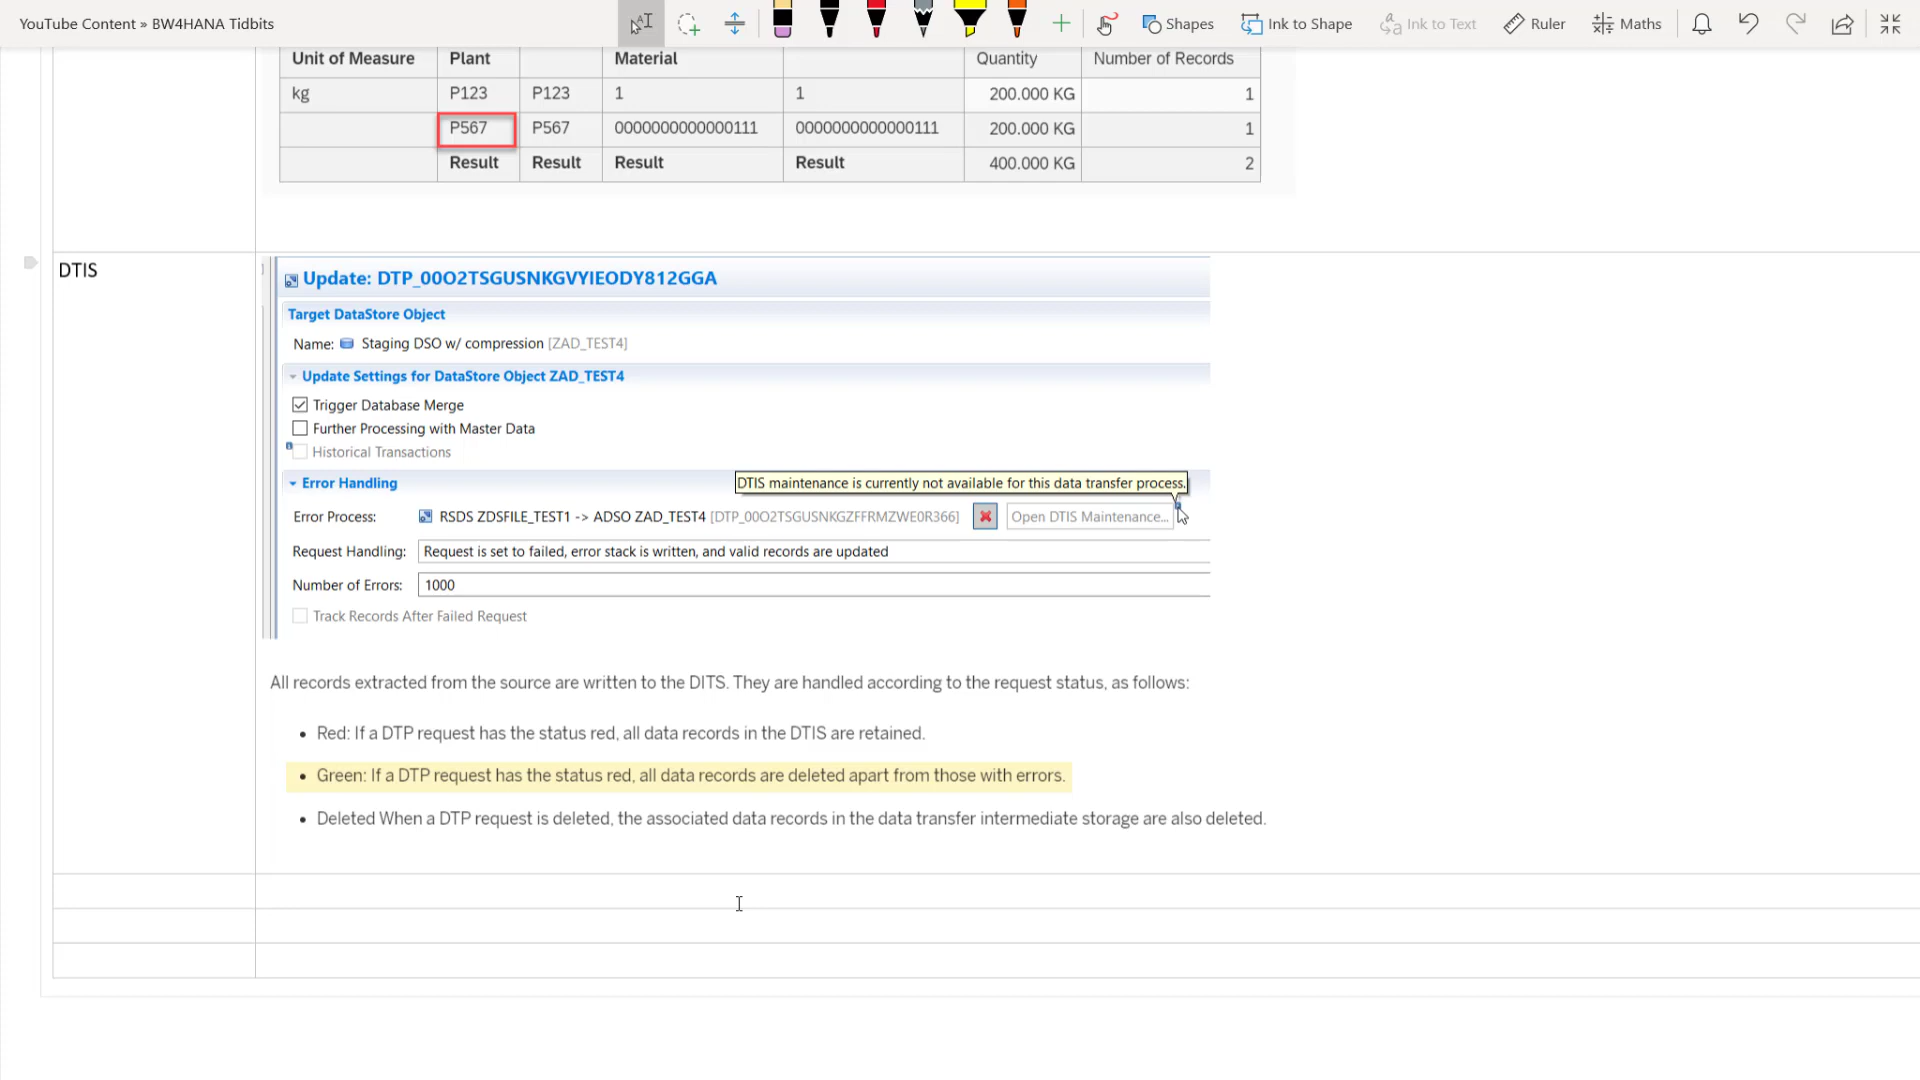 YouTube Content » BW4HANA Tidbits
Shapes Ink to Shape Ink to Text Ruler Maths
Unit of Measure Plant Material Quantity Number of Records
kg P123 P123 1 1 200.000 KG 1
P567 P567 0000000000000111 0000000000000111 200.000 KG 1
Result Result Result Result 400.000 KG 2
DTIS
Update: DTP_00O2TSGUSNKGVYIEODY812GGA
Target DataStore Object
Name: Staging DSO w/ compression [ZAD_TEST4]
Update Settings for DataStore Object ZAD_TEST4
Trigger Database Merge
Further Processing with Master Data
Historical Transactions
Error Handling
DTIS maintenance is currently not available for this data transfer process.
Error Process: RSDS ZDSFILE_TEST1 -> ADSO ZAD_TEST4 [DTP_00O2TSGUSNKGZFFRMZWE0R366] Open DTIS Maintenance...
Request Handling: Request is set to failed, error stack is written, and valid records are updated
Number of Errors: 1000
Track Records After Failed Request
All records extracted from the source are written to the DITS. They are handled according to the request status, as follows:
• Red: If a DTP request has the status red, all data records in the DTIS are retained.
• Green: If a DTP request has the status red, all data records are deleted apart from those with errors.
• Deleted When a DTP request is deleted, the associated data records in the data transfer intermediate storage are also deleted.